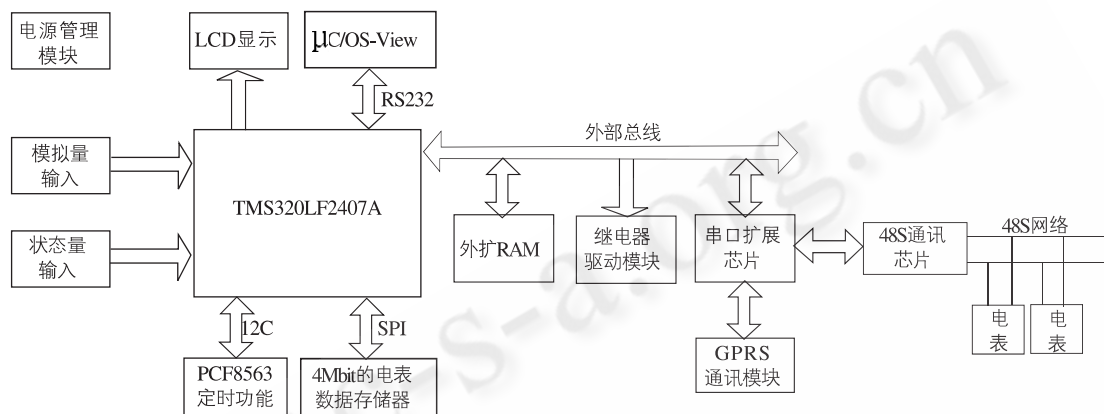 电源管理
模块
LCD显示
μC/OS-View
RS232
模拟量
输入
状态量
输入
TMS320LF2407A
外部总线
外扩RAM
继电器
驱动模块
串口扩展
芯片
48S通讯
芯片
48S网络
电
表
电
表
12C
SPI
PCF8563
定时功能
4Mbit的电表
数据存储器
GPRS
通讯模块
c-s-a.org.cn